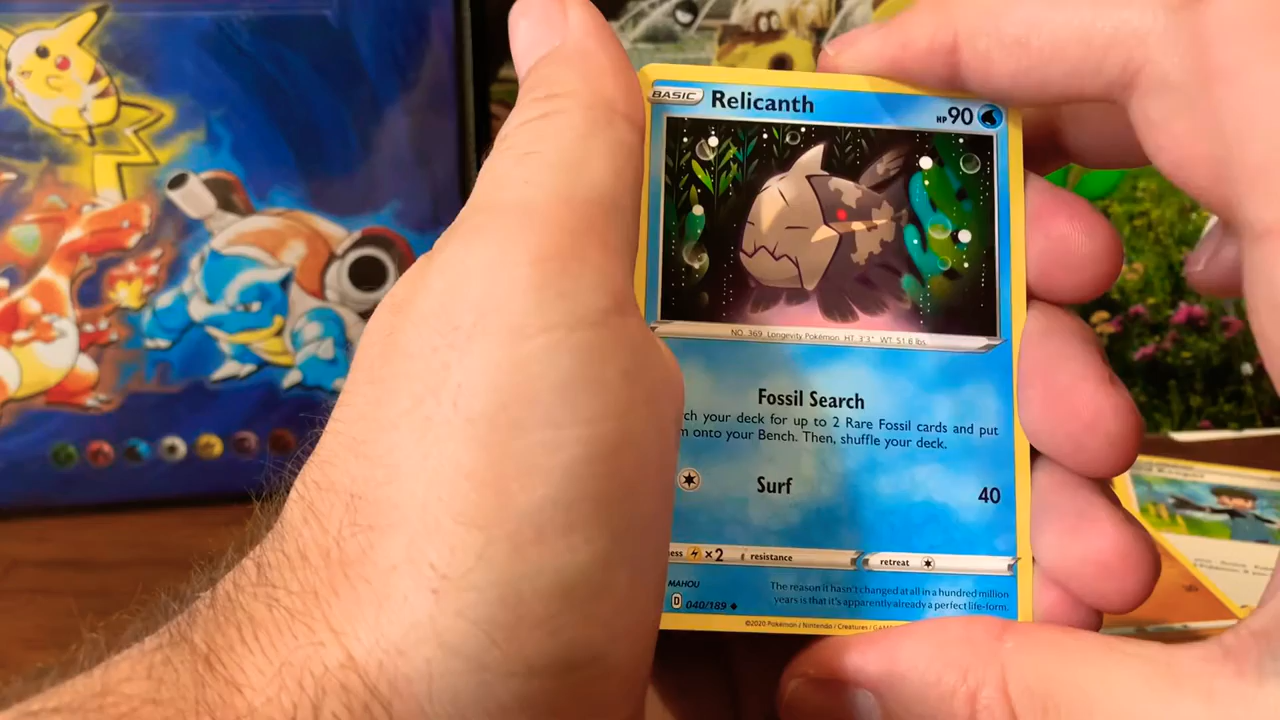 BASIC Relicanth HP 90
NO. 369 Longevity Pokémon HT. 3'3" WT. 51.8 lbs.
Fossil Search
your deck for up to 2 Rare Fossil cards and put
onto your Bench. Then, shuffle your deck.
Surf 40
×2 resistance retreat
MAHOU
D 040/189
The reason it hasn't changed at all in a hundred million
years is that it's apparently already a perfect life-form.
©2020 Pokémon / Nintendo / Creatures /